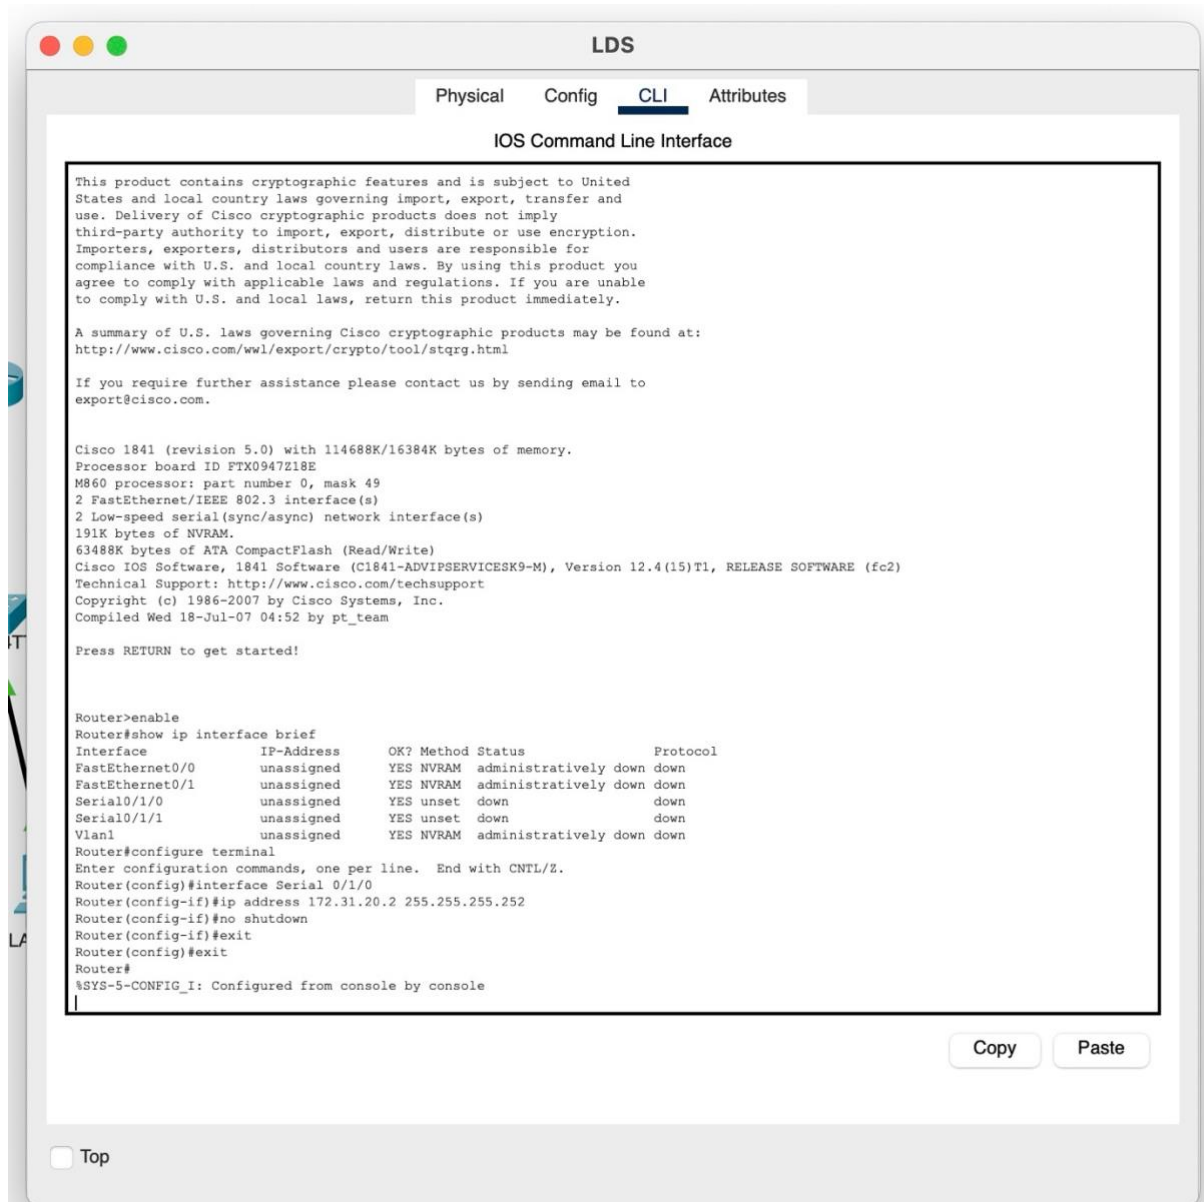 LDS
Physical Config CLI Attributes
IOS Command Line Interface
This product contains cryptographic features and is subject to United
States and local country laws governing import, export, transfer and
use. Delivery of Cisco cryptographic products does not imply
third-party authority to import, export, distribute or use encryption.
Importers, exporters, distributors and users are responsible for
compliance with U.S. and local country laws. By using this product you
agree to comply with applicable laws and regulations. If you are unable
to comply with U.S. and local laws, return this product immediately.
A summary of U.S. laws governing Cisco cryptographic products may be found at:
http://www.cisco.com/wwl/export/crypto/tool/stqrg.html
If you require further assistance please contact us by sending email to
export@cisco.com.
Cisco 1841 (revision 5.0) with 114688K/16384K bytes of memory.
Processor board ID FTX0947Z18E
M860 processor: part number 0, mask 49
2 FastEthernet/IEEE 802.3 interface(s)
2 Low-speed serial(sync/async) network interface(s)
191K bytes of NVRAM.
63488K bytes of ATA CompactFlash (Read/Write)
Cisco IOS Software, 1841 Software (C1841-ADVIPSERVICESK9-M), Version 12.4(15)T1, RELEASE SOFTWARE (fc2)
Technical Support: http://www.cisco.com/techsupport
Copyright (c) 1986-2007 by Cisco Systems, Inc.
Compiled Wed 18-Jul-07 04:52 by pt_team
Press RETURN to get started!
Router>enable
Router#show ip interface brief
Interface IP-Address OK? Method Status Protocol
FastEthernet0/0 unassigned YES NVRAM administratively down down
FastEthernet0/1 unassigned YES NVRAM administratively down down
Serial0/1/0 unassigned YES unset down down
Serial0/1/1 unassigned YES unset down down
Vlan1 unassigned YES NVRAM administratively down down
Router#configure terminal
Enter configuration commands, one per line. End with CNTL/Z.
Router(config)#interface Serial 0/1/0
Router(config-if)#ip address 172.31.20.2 255.255.255.252
Router(config-if)#no shutdown
Router(config-if)#exit
Router(config)#exit
Router#
%SYS-5-CONFIG_I: Configured from console by console
Copy Paste
Top